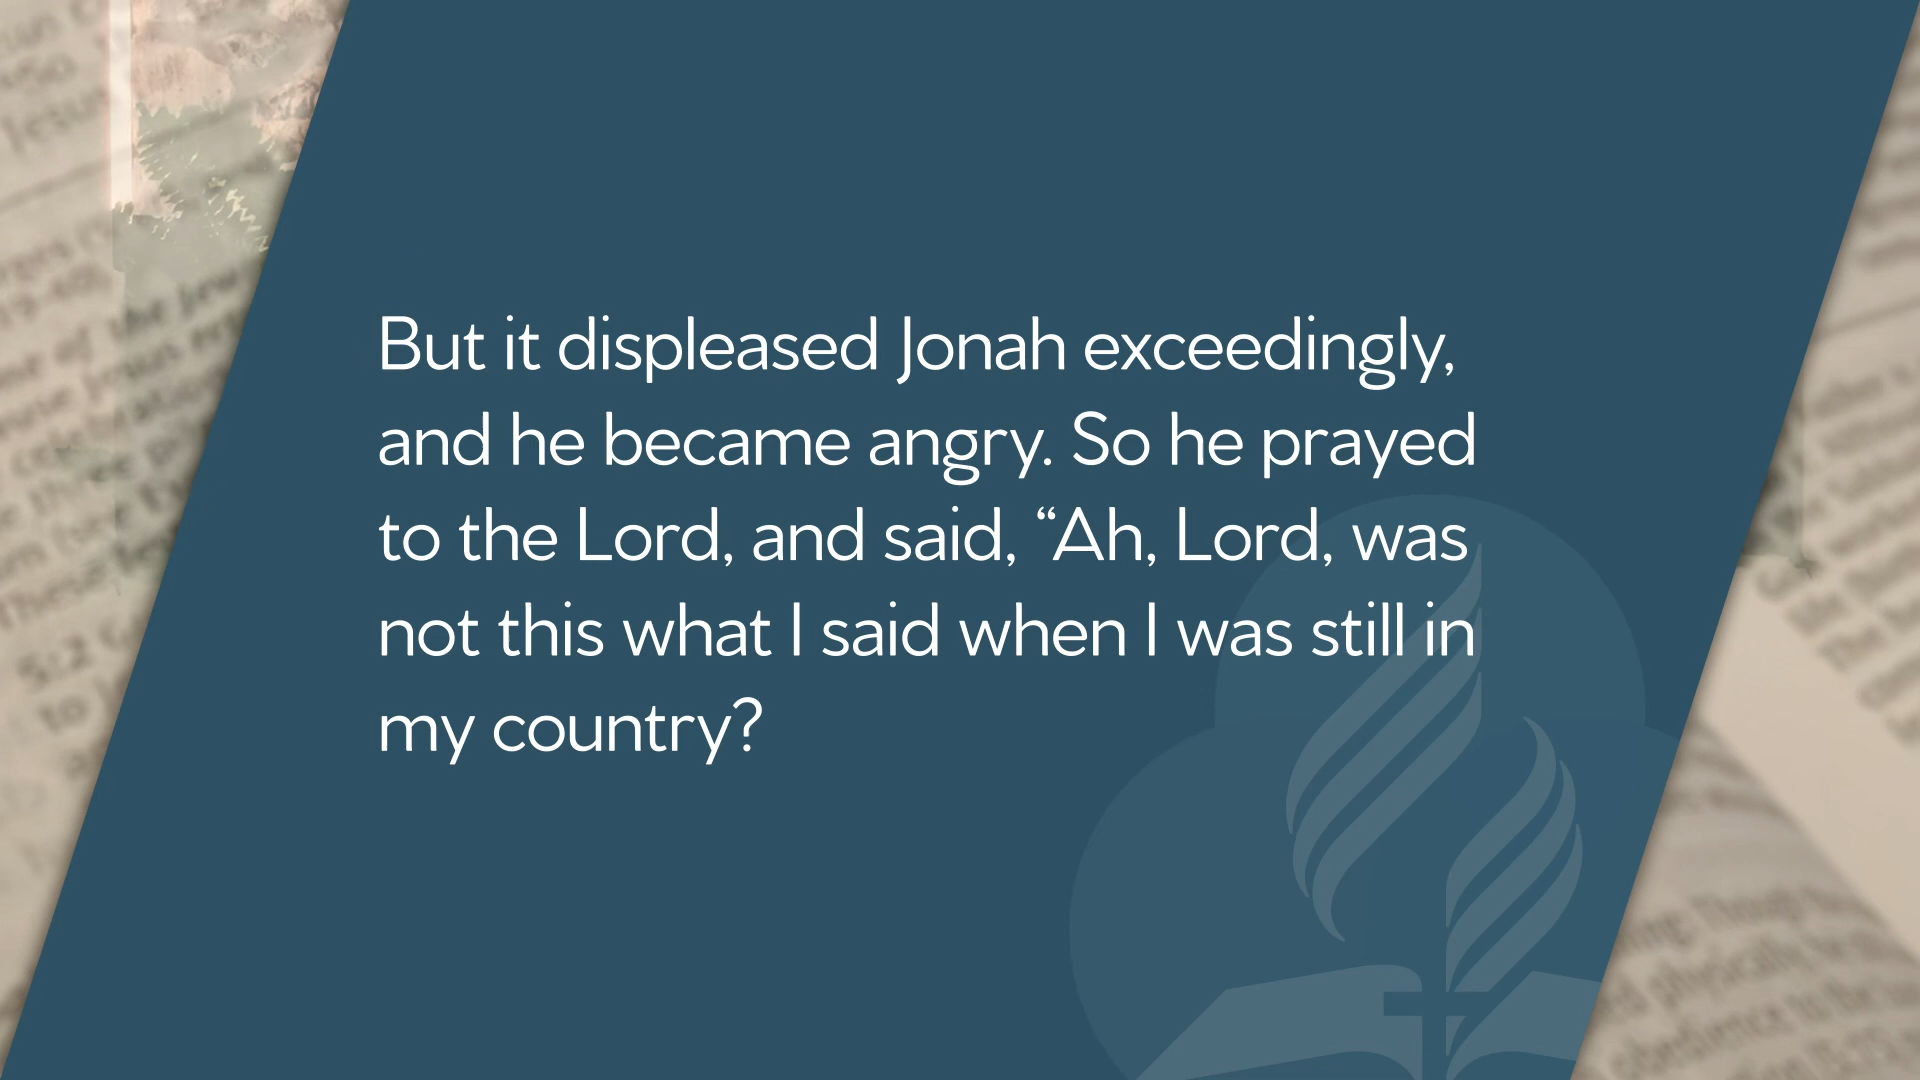 But it displeased Jonah exceedingly,
and he became angry. So he prayed
to the Lord, and said, “Ah, Lord, was
not this what I said when I was still in
my country?